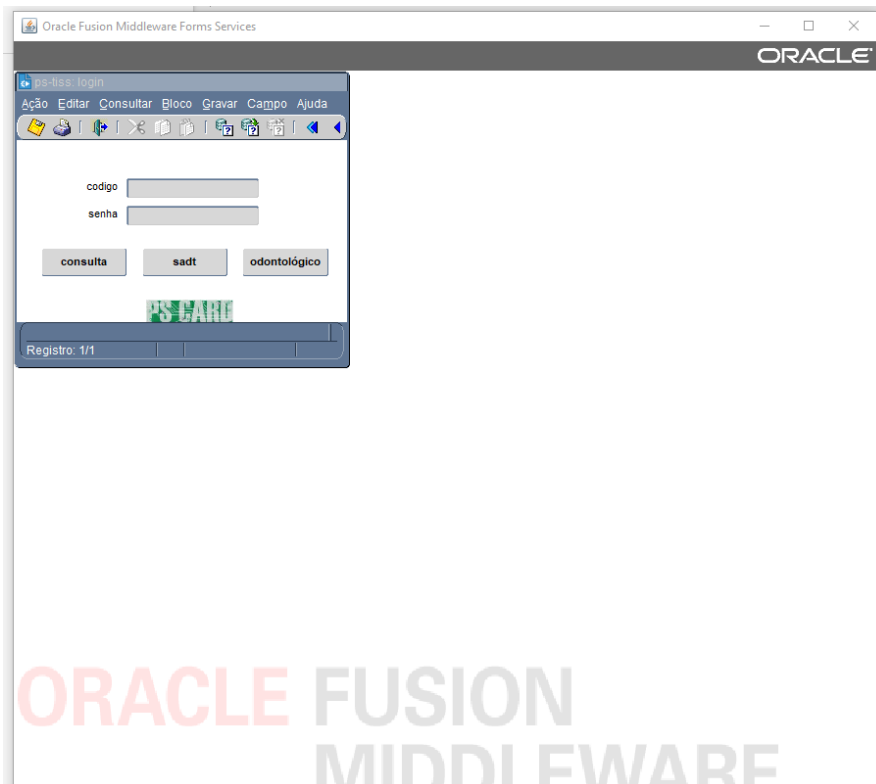 Oracle Fusion Middleware Forms Services
ORACLE
ps-tiss: login
Ação Editar Consultar Bloco Gravar Campo Ajuda
codigo
senha
consulta sadt odontológico
PS CARD
Registro: 1/1
ORACLE FUSION
MIDDLEWARE